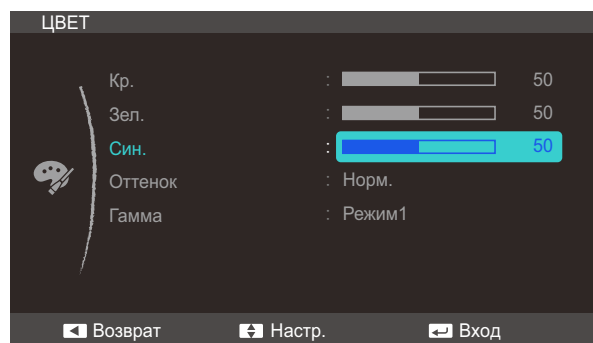 ЦВЕТ
Кр. : 50
Зел. : 50
Син. : 50
Оттенок : Норм.
Гамма : Режим1
Возврат Настр. Вход